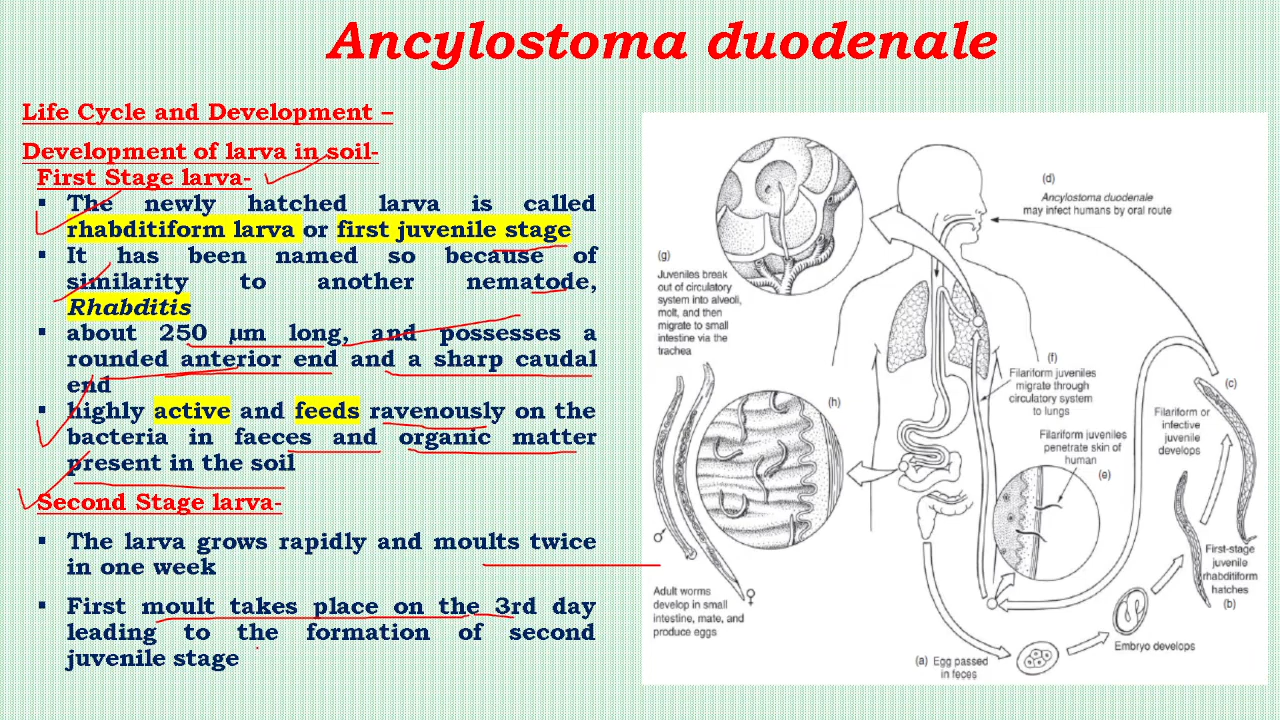 Ancylostoma duodenale
Life Cycle and Development –
Development of larva in soil-
First Stage larva-
▪ The newly hatched larva is called
rhabditiform larva or first juvenile stage
▪ It has been named so because of
similarity to another nematode,
Rhabditis
▪ about 250 µm long, and possesses a
rounded anterior end and a sharp caudal
end
▪ highly active and feeds ravenously on the
bacteria in faeces and organic matter
present in the soil
Second Stage larva-
The larva grows rapidly and moults twice
in one week
▪ First moult takes place on the 3rd day
leading to the formation of second
juvenile stage
(d)
Ancylostoma duodenale
may infect humans by oral route
(g)
Juveniles break
out of circulatory
system into alveoli,
molt, and then
migrate to small
intestine via the
trachea
(f)
Filariform juveniles
migrate through
circulatory system
to lungs
(c)
Filariform or
infective
juvenile
develops
(h)
Filariform juveniles
penetrate skin of
human
(e)
First-stage
juvenile
rhabditiform
hatches
(b)
♂
♀
Adult worms
develop in small
intestine, mate, and
produce eggs
Embryo develops
(a) Egg passed
in feces